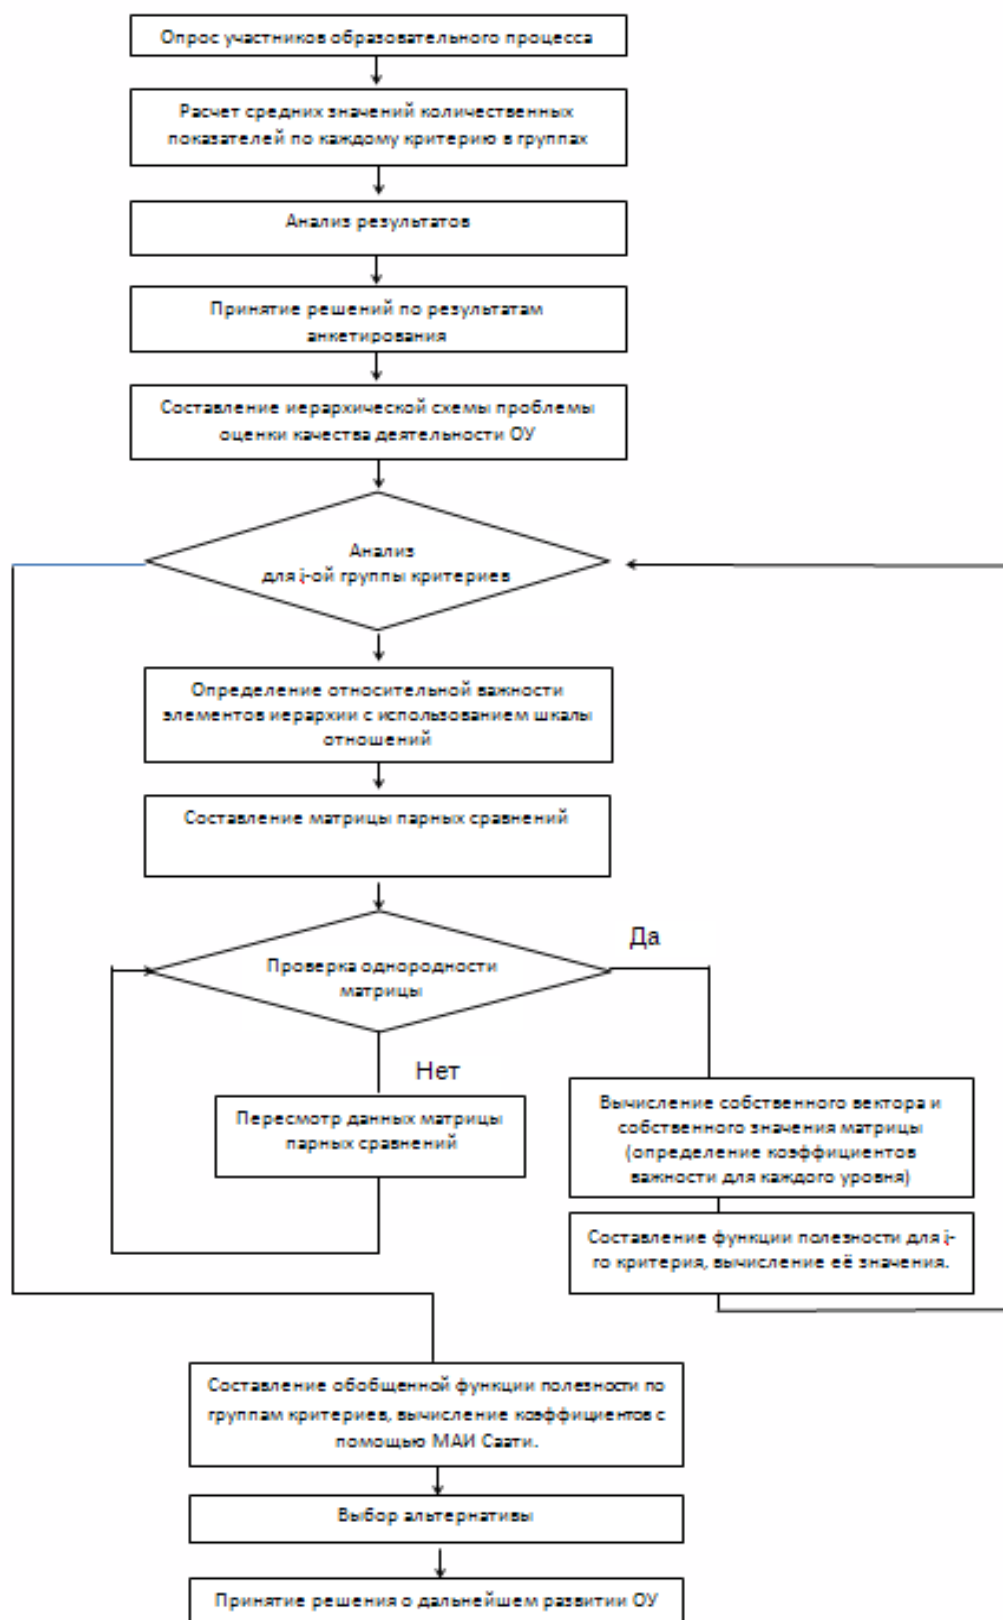 Опрос участников образовательного процесса
Расчет средних значений количественных
показателей по каждому критерию в группах
Анализ результатов
Принятие решений по результатам
анкетирования
Составление иерархической схемы проблемы
оценки качества деятельности ОУ
Анализ
для i-ой группы критериев
Определение относительной важности
элементов иерархии с использованием шкалы
отношений
Составление матрицы парных сравнений
Да
Проверка однородности
матрицы
Нет
Пересмотр данных матрицы
парных сравнений
Вычисление собственного вектора и
собственного значения матрицы
(определение коэффициентов
важности для каждого уровня)
Составление функции полезности для i-
го критерия, вычисление её значения.
Составление обобщенной функции полезности по
группам критериев, вычисление коэффициентов с
помощью МАИ Саати.
Выбор альтернативы
Принятие решения о дальнейшем развитии ОУ